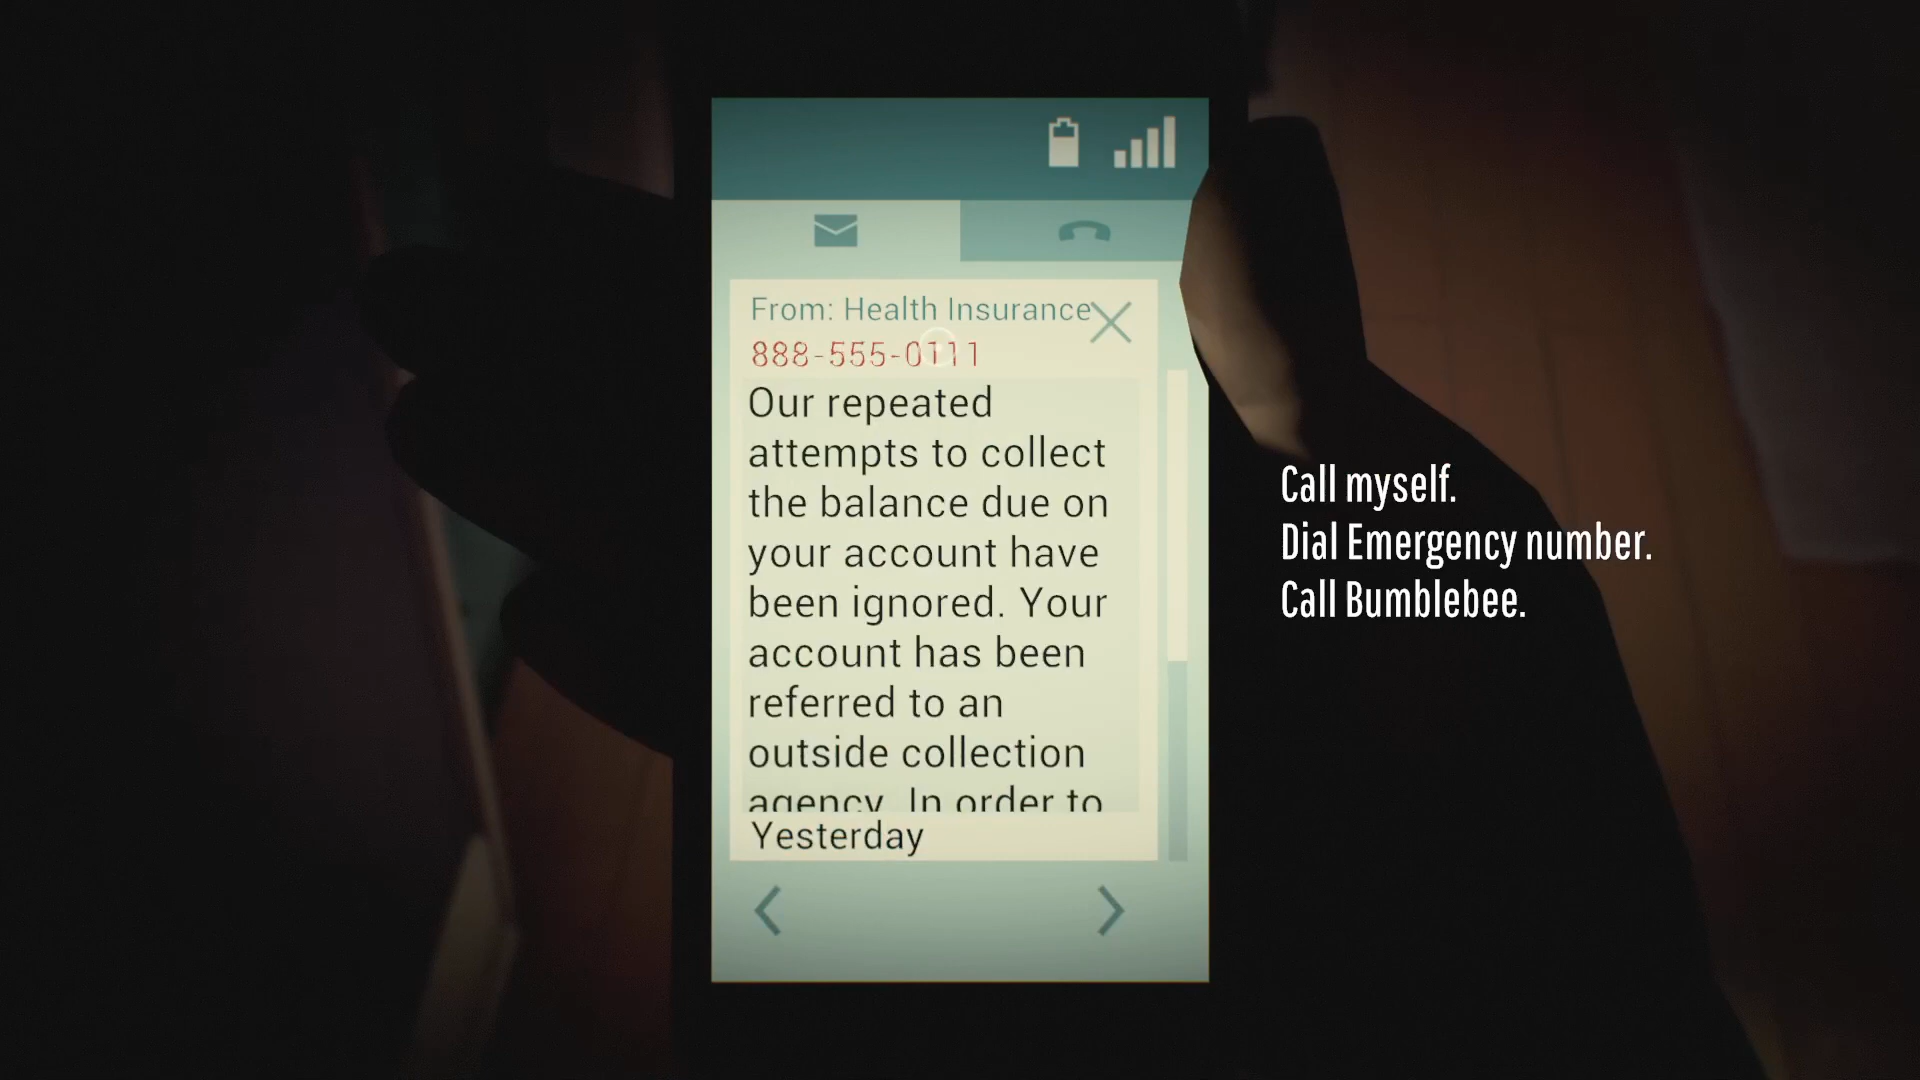 From: Health Insurance
888-555-0111
Our repeated
attempts to collect
the balance due on
your account have
been ignored. Your
account has been
referred to an
outside collection
agency. In order to
Yesterday
Call myself.
Dial Emergency number.
Call Bumblebee.